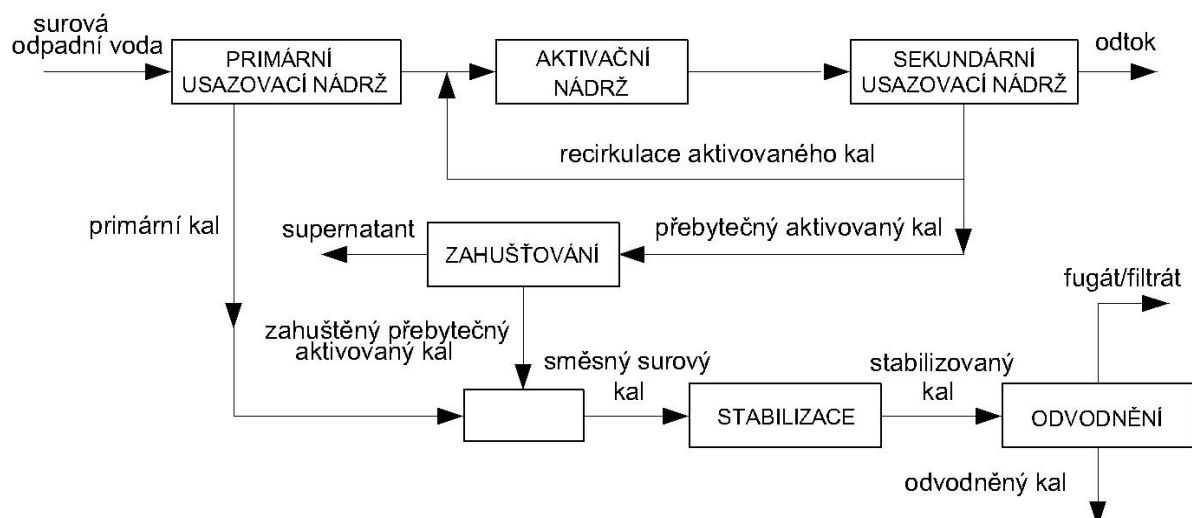 surová
odpadní voda
PRIMÁRNÍ
USAZOVACÍ NÁDRŽ
AKTIVAČNÍ
NÁDRŽ
SEKUNDÁRNÍ
USAZOVACÍ NÁDRŽ
odtok
recirkulace aktivovaného kal
primární kal
supernatant
ZAHUŠŤOVÁNÍ
přebytečný aktivovaný kal
fugát/filtrát
zahuštěný přebytečný
aktivovaný kal
směsný surový
kal
STABILIZACE
stabilizovaný
kal
ODVODNĚNÍ
odvodněný kal